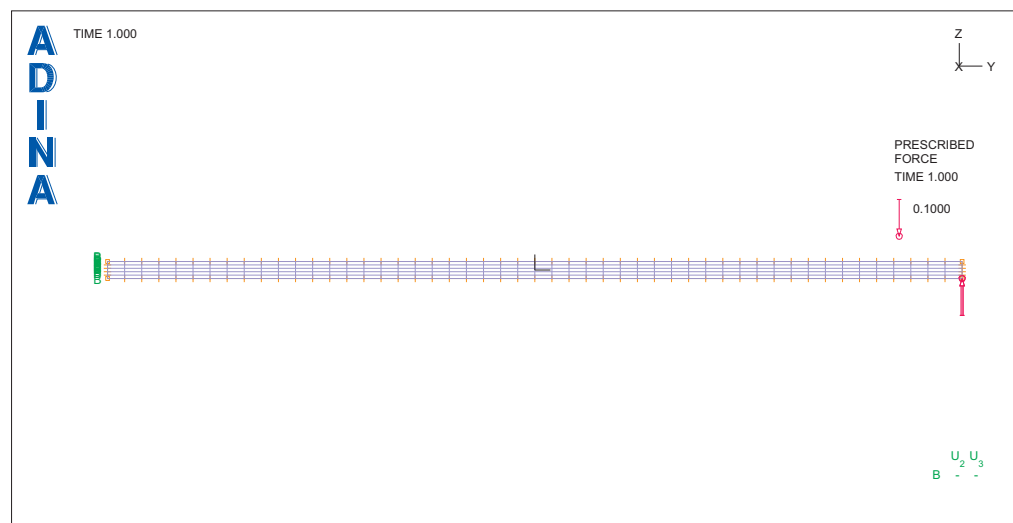 ADINA
TIME 1.000
Z
X Y
PRESCRIBED
FORCE
TIME 1.000
0.1000
B
U2 U3
B - -